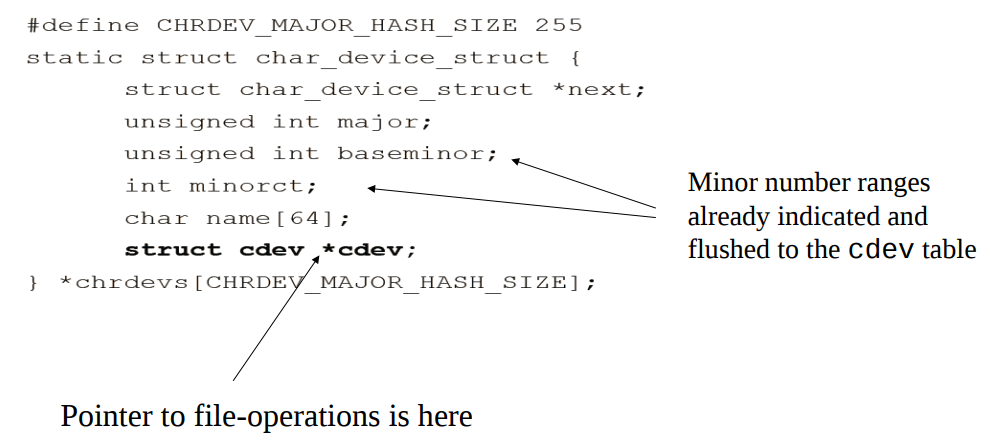 #define CHRDEV_MAJOR_HASH_SIZE 255
static struct char_device_struct {
struct char_device_struct *next;
unsigned int major;
unsigned int baseminor;
int minorct;
char name[64];
struct cdev *cdev;
} *chrdevs[CHRDEV_MAJOR_HASH_SIZE];
Minor number ranges
already indicated and
flushed to the cdev table
Pointer to file-operations is here